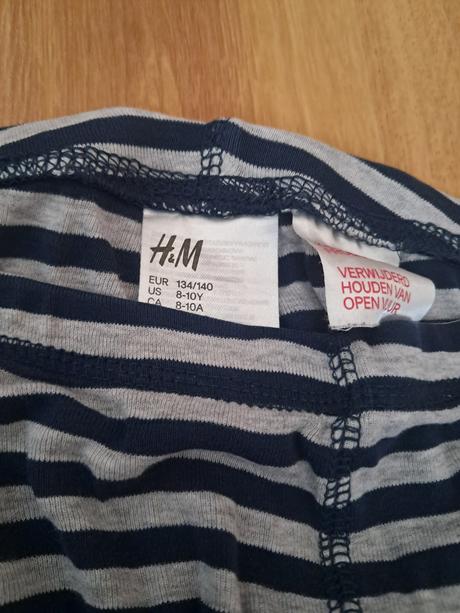 H&M
EUR 134/140
US 8-10Y
CA 8-10A
VERWIJDERD
HOUDEN VAN
OPEN VUUR